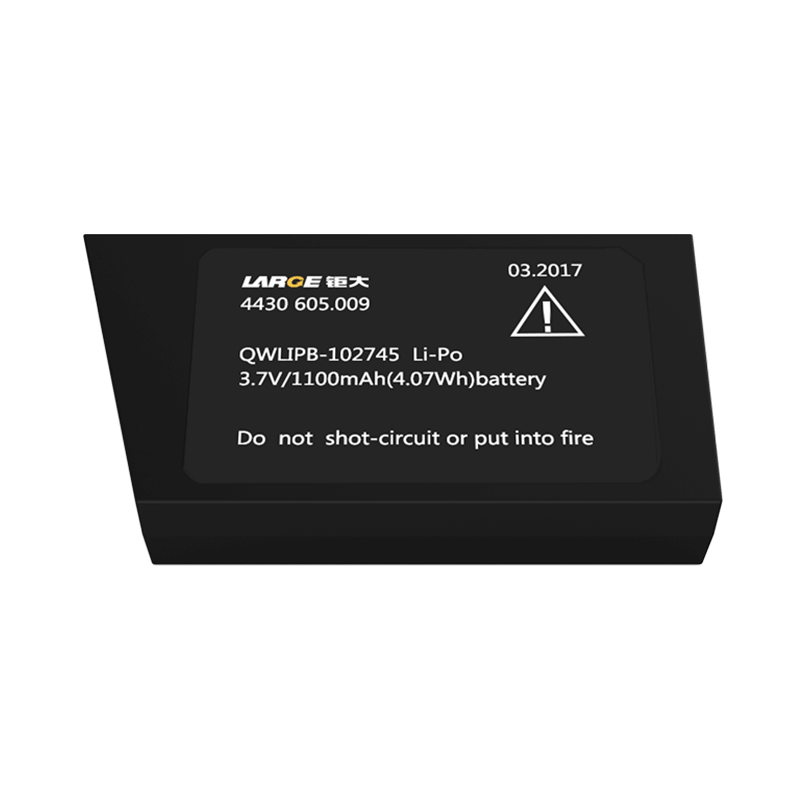 LARGE 钜大
03.2017
4430 605.009
QWLIPB-102745 Li-Po
3.7V/1100mAh(4.07Wh)battery
Do not shot-circuit or put into fire